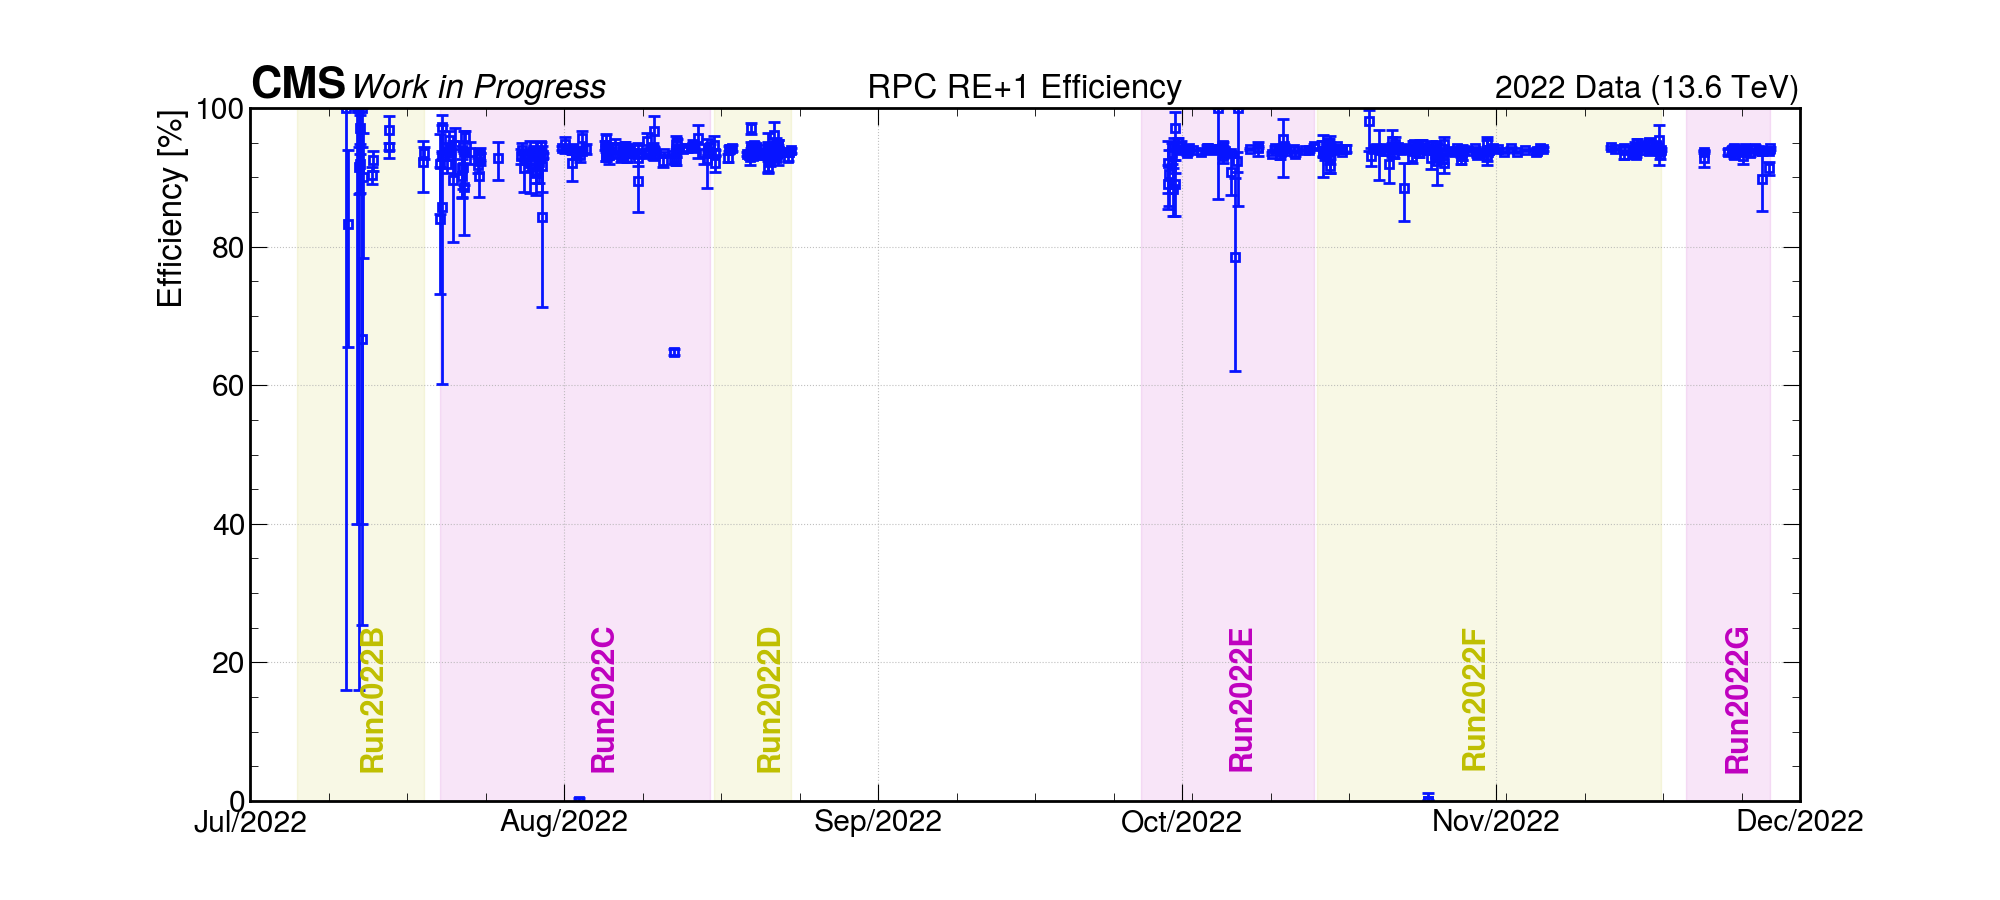 CMS Work in Progress RPC RE+1 Efficiency 2022 Data (13.6 TeV)
Efficiency [%]
100
80
60
40
20
0
Run2022B Run2022C Run2022D Run2022E Run2022F Run2022G
Jul/2022 Aug/2022 Sep/2022 Oct/2022 Nov/2022 Dec/2022